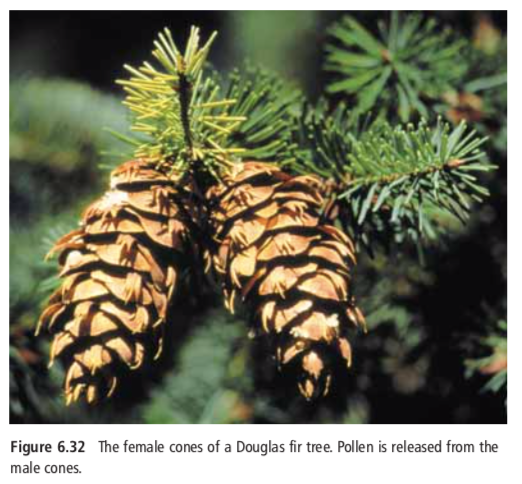 Figure 6.32 The female cones of a Douglas fir tree. Pollen is released from the
male cones.